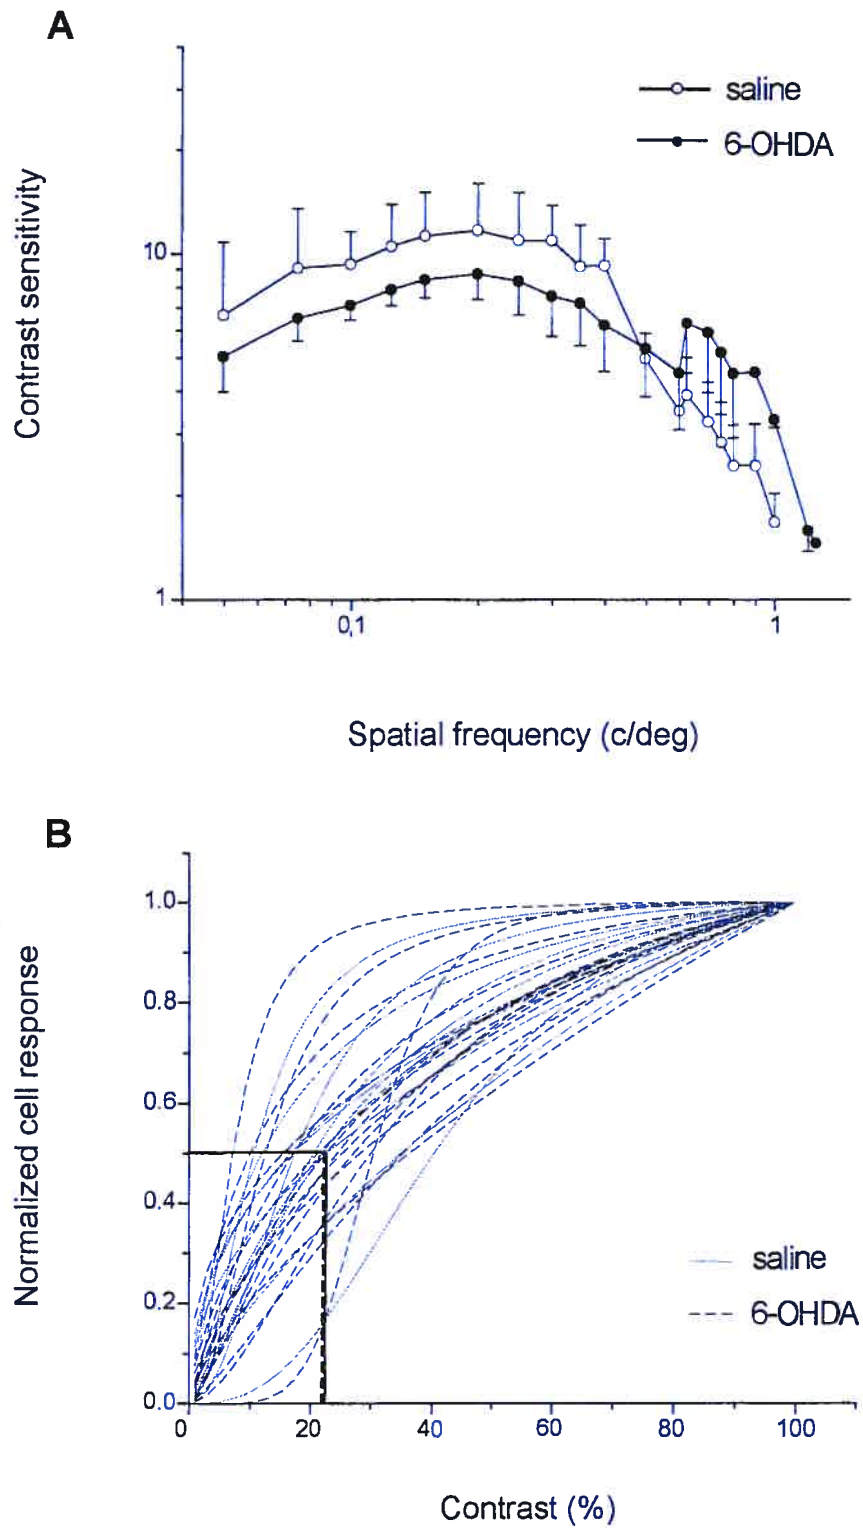 A
saline
6-OHDA
Contrast sensitivity
10
1
0,1
1
Spatial frequency (c/deg)
B
1.0
0.8
0.6
0.4
0.2
0.0
Normalized cell response
saline
6-OHDA
0
20
40
60
80
100
Contrast (%)